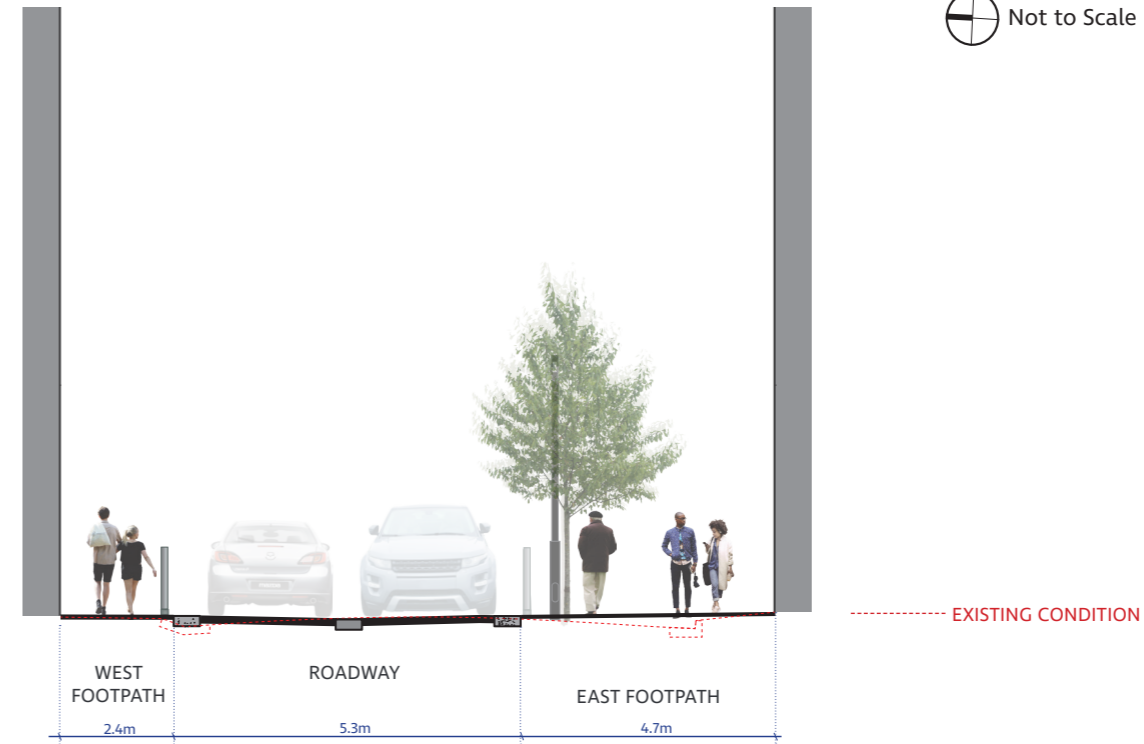 Not to Scale
EXISTING CONDITION
WEST
FOOTPATH
ROADWAY
EAST FOOTPATH
2.4m
5.3m
4.7m